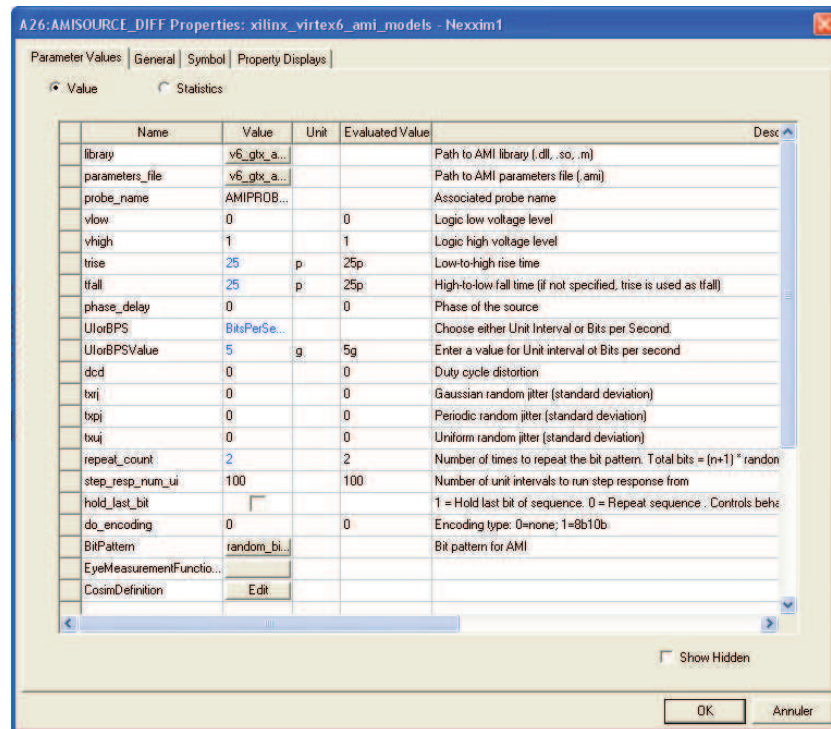 A26:AMISOURCE_DIFF Properties: xilinx_virtex6_ami_models - Nexxim1
Parameter Values General Symbol Property Displays
Value Statistics
Name Value Unit Evaluated Value Desc
library v6_gtx_a... Path to AMI library (.dll, .so, .m)
parameters_file v6_gtx_a... Path to AMI parameters file (.ami)
probe_name AMIPROB... Associated probe name
vlow 0 0 Logic low voltage level
vhigh 1 1 Logic high voltage level
trise 25 p 25p Low-to-high rise time
tfall 25 p 25p High-to-low fall time (if not specified, trise is used as tfall)
phase_delay 0 0 Phase of the source
UIorBPS BitsPerSe... Choose either Unit Interval or Bits per Second.
UIorBPSValue 5 g 5g Enter a value for Unit interval ot Bits per second
dcd 0 0 Duty cycle distortion
txrj 0 0 Gaussian random jitter (standard deviation)
txpj 0 0 Periodic random jitter (standard deviation)
txuj 0 0 Uniform random jitter (standard deviation)
repeat_count 2 2 Number of times to repeat the bit pattern. Total bits = (n+1) * random
step_resp_num_ui 100 100 Number of unit intervals to run step response from
hold_last_bit 1 = Hold last bit of sequence. 0 = Repeat sequence . Controls beha
do_encoding 0 0 Encoding type: 0=none; 1=8b10b
BitPattern random_bi... Bit pattern for AMI
EyeMeasurementFunctio...
CosimDefinition Edit
Show Hidden
OK Annuler